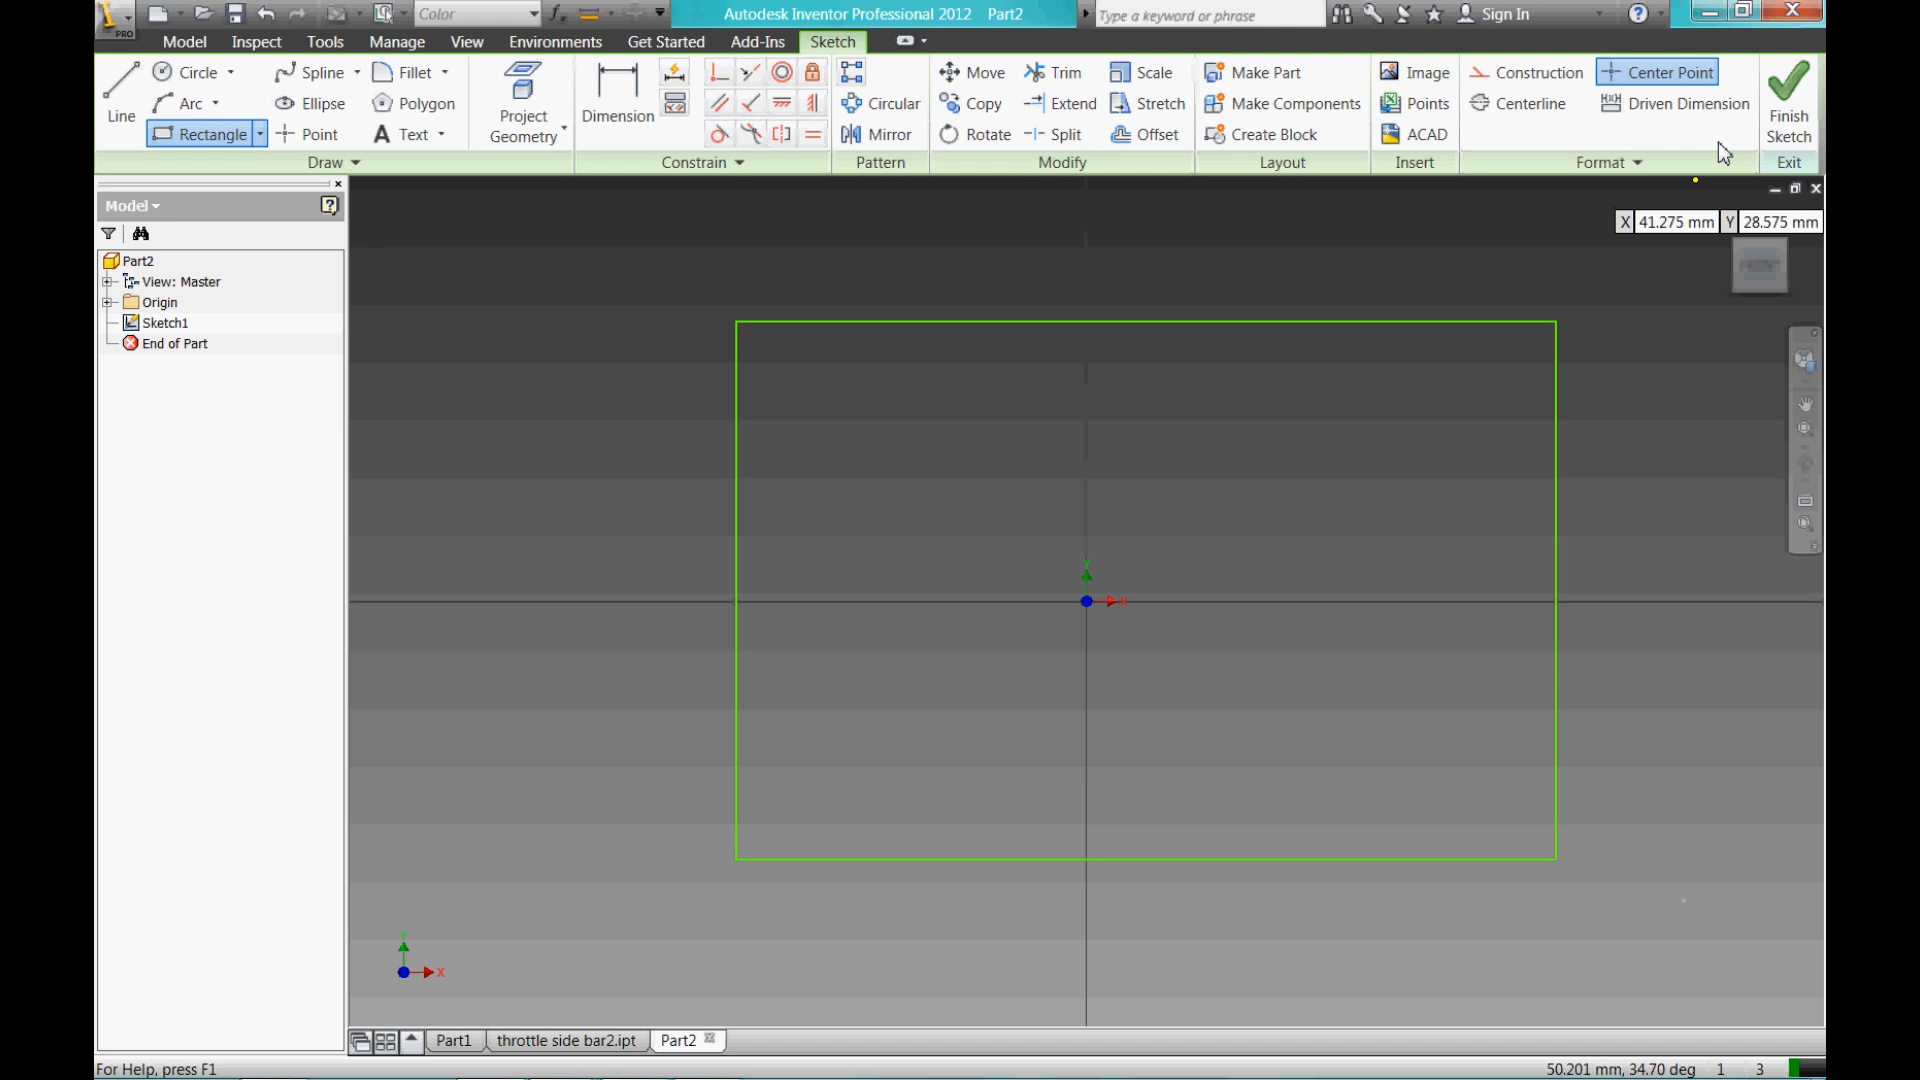 PRO
Color
Autodesk Inventor Professional 2012 Part2
Type a keyword or phrase
Sign In
Model Inspect Tools Manage View Environments Get Started Add-Ins Sketch
Line
Circle
Arc
Rectangle
Spline
Ellipse
Point
Fillet
Polygon
Text
Draw
Project
Geometry
Dimension
Constrain
Circular
Mirror
Pattern
Move
Copy
Rotate
Trim
Extend
Split
Scale
Stretch
Offset
Modify
Make Part
Make Components
Create Block
Layout
Image
Points
ACAD
Insert
Construction
Centerline
Center Point
Driven Dimension
Format
Finish
Sketch
Exit
Model
Part2
View: Master
Origin
Sketch1
End of Part
X 41.275 mm Y 28.575 mm
Y
X
Y
X
Part1 throttle side bar2.ipt Part2
For Help, press F1
50.201 mm, 34.70 deg 1 3